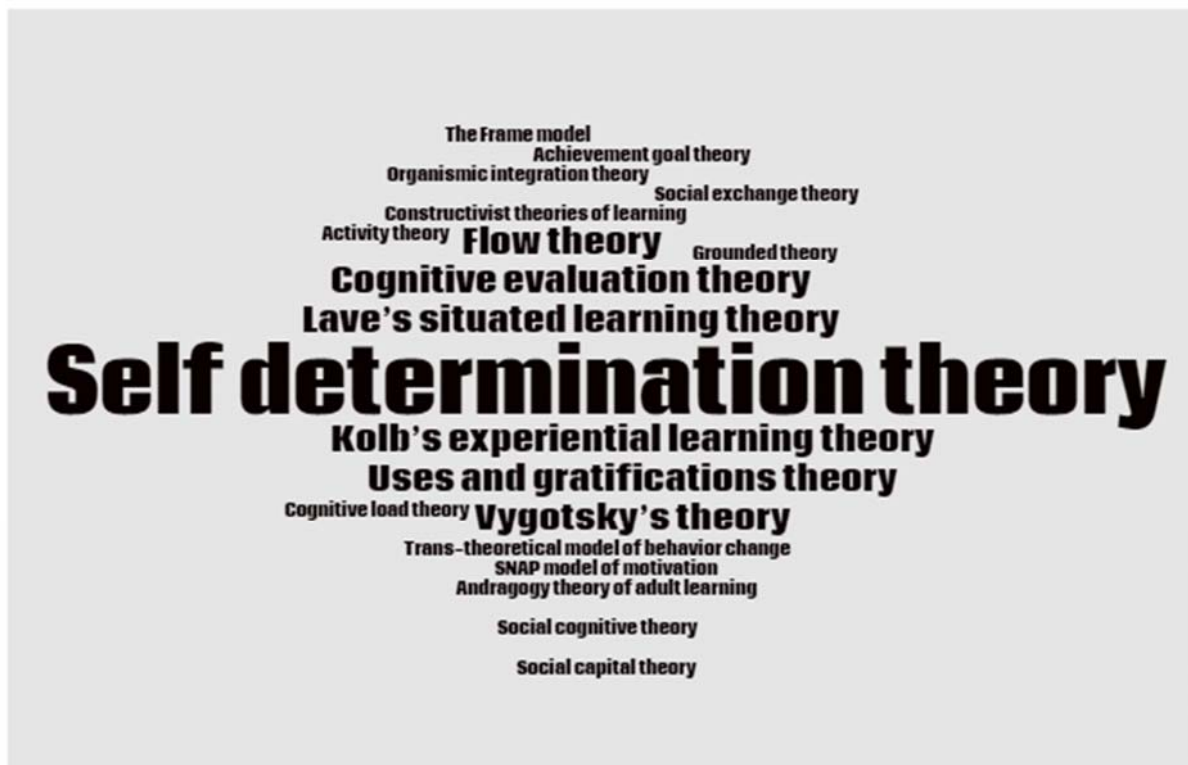 The Frame model
Achievement goal theory
Organismic integration theory
Social exchange theory
Constructivist theories of learning
Activity theory Flow theory
Grounded theory
Cognitive evaluation theory
Lave’s situated learning theory
Self determination theory
Kolb’s experiential learning theory
Uses and gratifications theory
Cognitive load theory Vygotsky’s theory
Trans-theoretical model of behavior change
SNAP model of motivation
Andragogy theory of adult learning
Social cognitive theory
Social capital theory